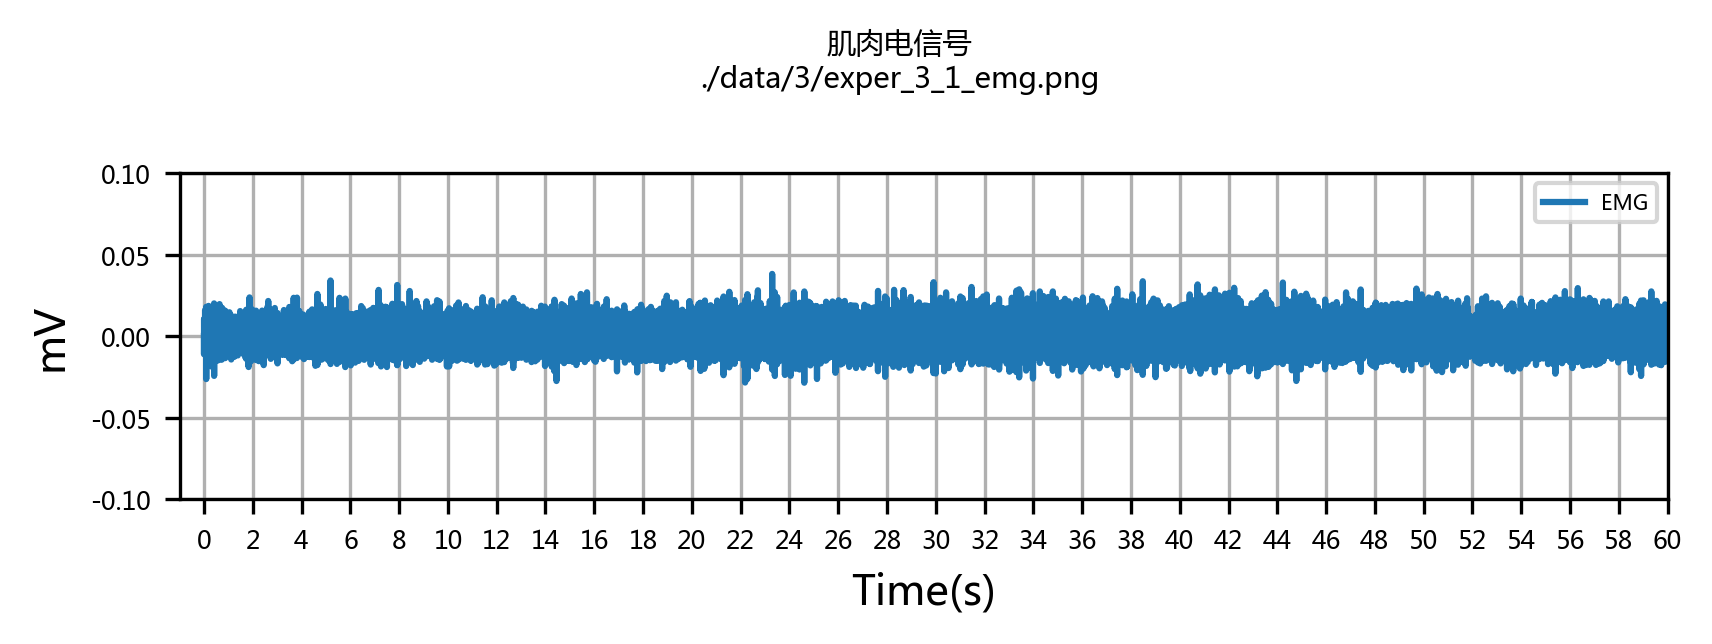 肌肉电信号
./data/3/exper_3_1_emg.png
0.10
0.05
0.00
-0.05
-0.10
mV
EMG
0 2 4 6 8 10 12 14 16 18 20 22 24 26 28 30 32 34 36 38 40 42 44 46 48 50 52 54 56 58 60
Time(s)